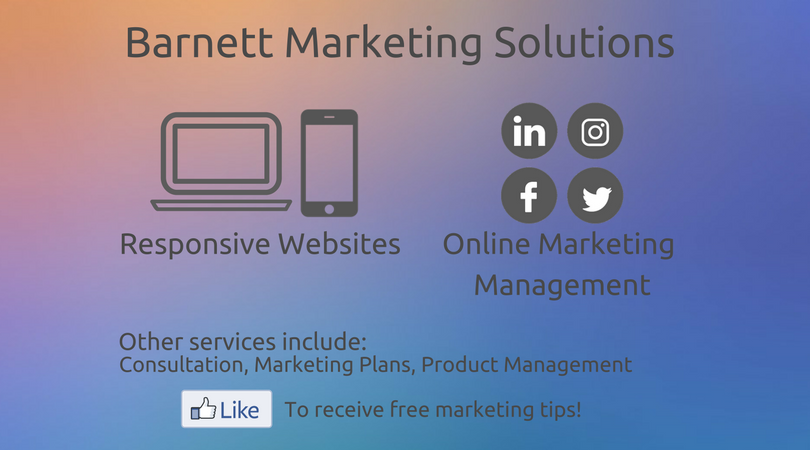 Barnett Marketing Solutions
Responsive Websites
Online Marketing
Management
Other services include:
Consultation, Marketing Plans, Product Management
Like
To receive free marketing tips!